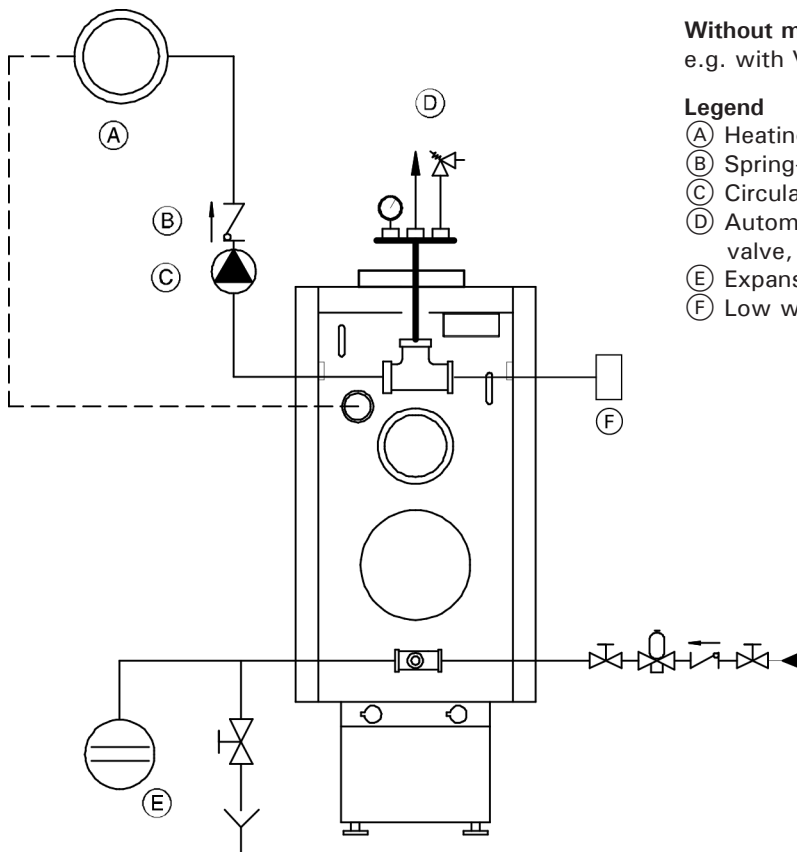 Without m
e.g. with V
Legend
(A) Heatin
(B) Spring-
(C) Circula
(D) Autom
valve,
(E) Expans
(F) Low w
D
A
B
C
F
E